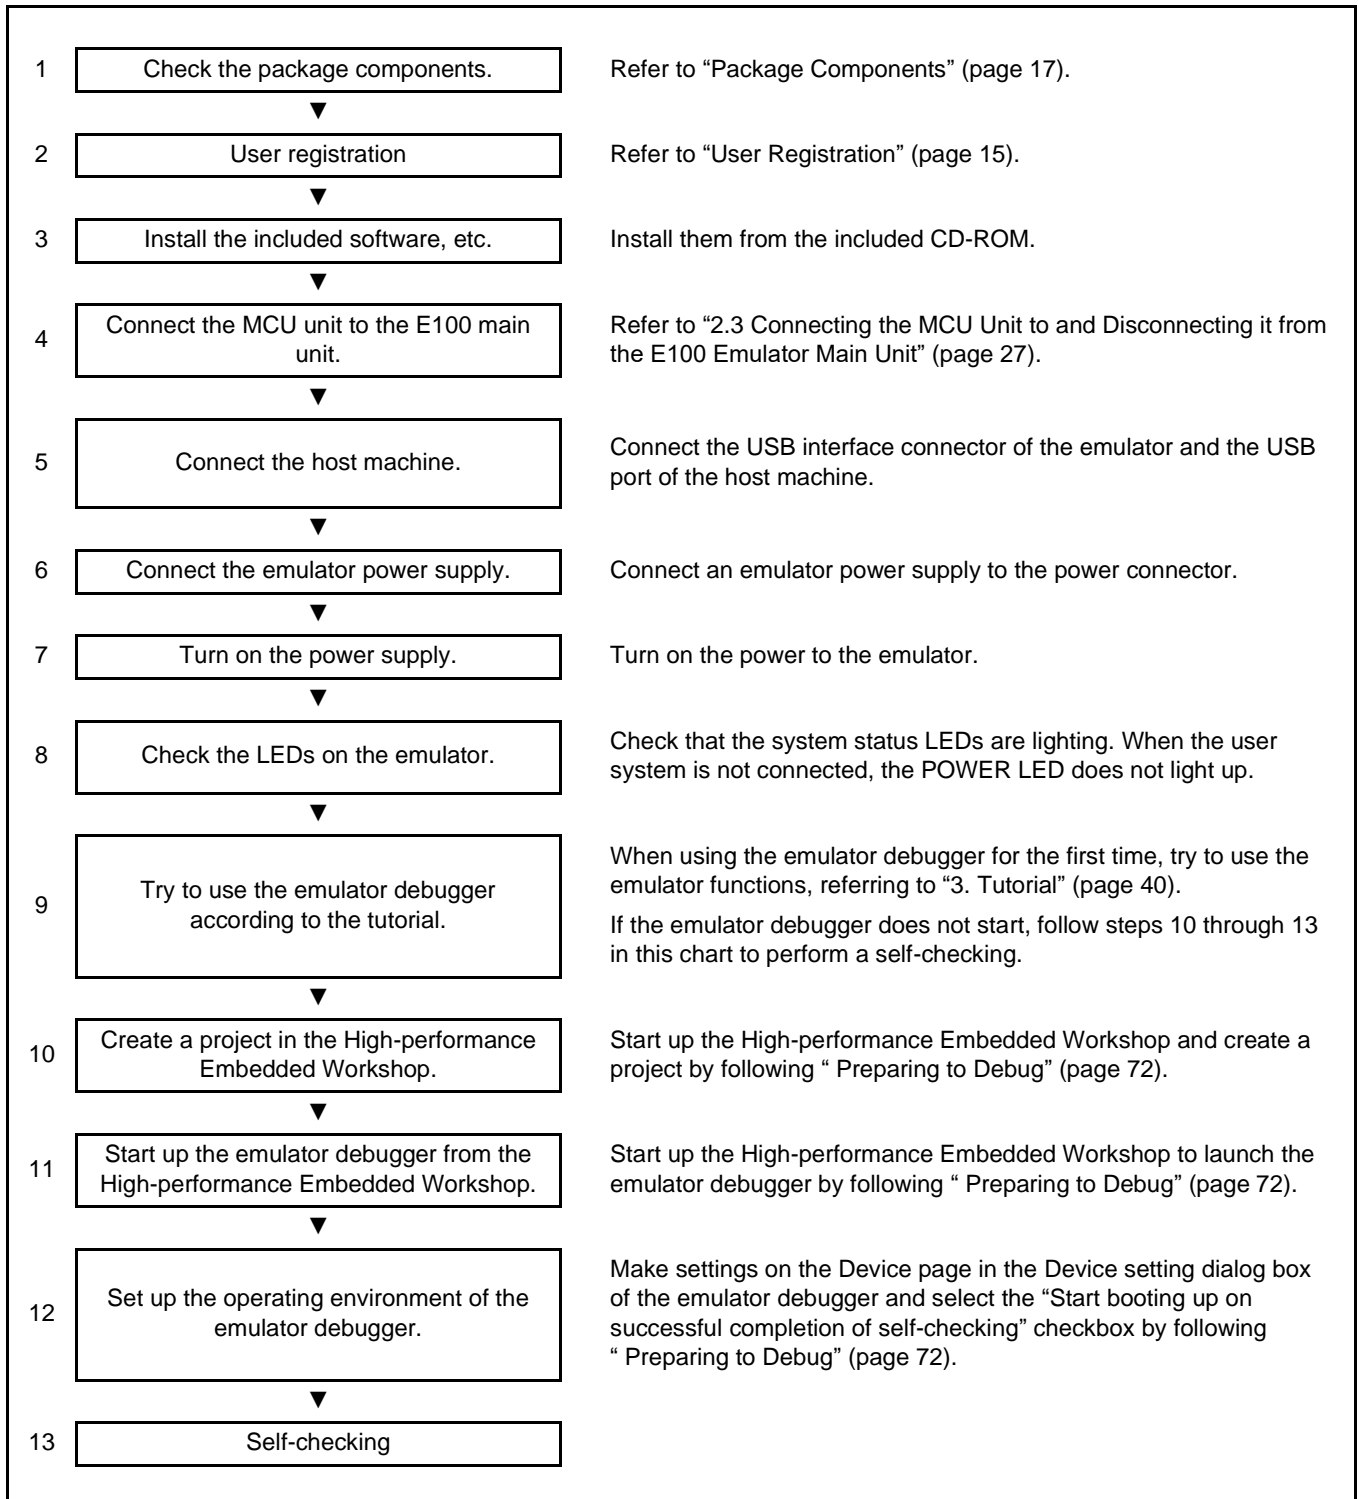 1
Check the package components.
Refer to “Package Components” (page 17).
▼
2
User registration
Refer to “User Registration” (page 15).
▼
3
Install the included software, etc.
Install them from the included CD-ROM.
▼
4
Connect the MCU unit to the E100 main
unit.
Refer to “2.3 Connecting the MCU Unit to and Disconnecting it from
the E100 Emulator Main Unit” (page 27).
▼
5
Connect the host machine.
Connect the USB interface connector of the emulator and the USB
port of the host machine.
▼
6
Connect the emulator power supply.
Connect an emulator power supply to the power connector.
▼
7
Turn on the power supply.
Turn on the power to the emulator.
▼
8
Check the LEDs on the emulator.
Check that the system status LEDs are lighting. When the user
system is not connected, the POWER LED does not light up.
▼
9
Try to use the emulator debugger
according to the tutorial.
When using the emulator debugger for the first time, try to use the
emulator functions, referring to “3. Tutorial” (page 40).
If the emulator debugger does not start, follow steps 10 through 13
in this chart to perform a self-checking.
▼
10
Create a project in the High-performance
Embedded Workshop.
Start up the High-performance Embedded Workshop and create a
project by following “ Preparing to Debug” (page 72).
▼
11
Start up the emulator debugger from the
High-performance Embedded Workshop.
Start up the High-performance Embedded Workshop to launch the
emulator debugger by following “ Preparing to Debug” (page 72).
▼
12
Set up the operating environment of the
emulator debugger.
Make settings on the Device page in the Device setting dialog box
of the emulator debugger and select the “Start booting up on
successful completion of self-checking” checkbox by following
“ Preparing to Debug” (page 72).
▼
13
Self-checking